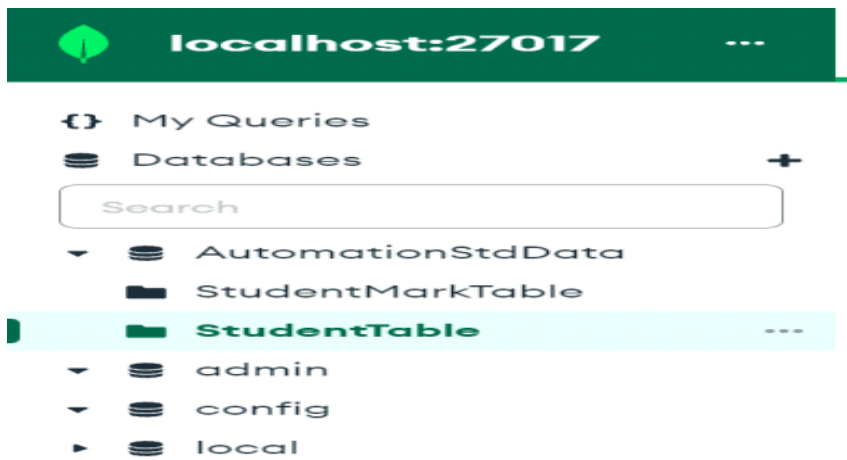 localhost:27017 ...
{} My Queries
Databases +
Search
AutomationStdData
StudentMarkTable
StudentTable ...
admin
config
local